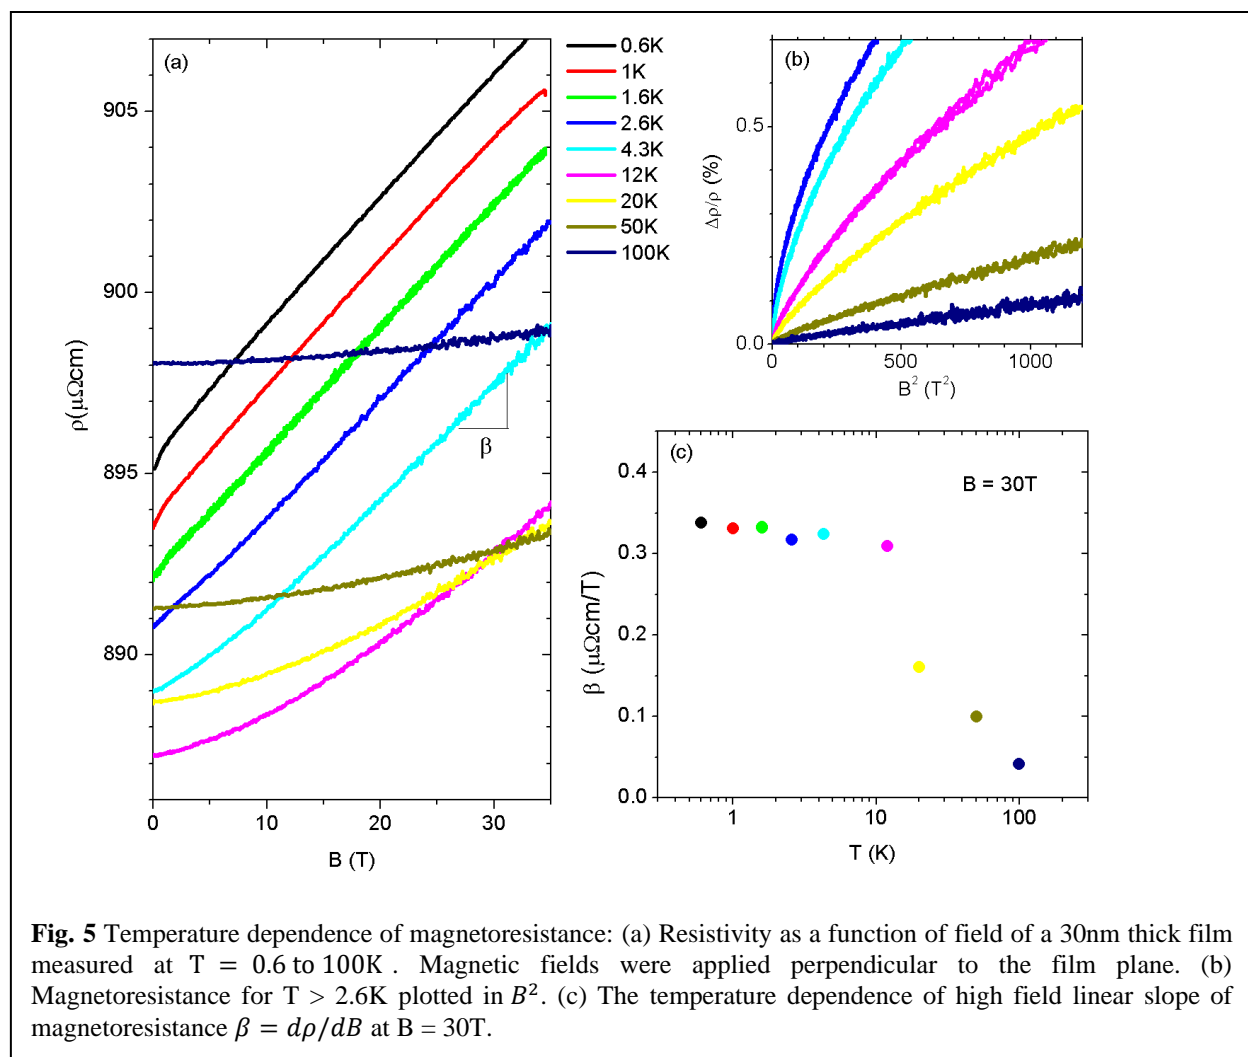 (a)
905
900
895
890
ρ(μΩcm)
β
0
10
20
30
B (T)
0.6K
1K
1.6K
2.6K
4.3K
12K
20K
50K
100K
(b)
0.5
0.0
Δρ/ρ (%)
0
500
1000
B² (T²)
(c)
B = 30T
0.4
0.3
0.2
0.1
0.0
β (μΩcm/T)
1
10
100
T (K)
Fig. 5 Temperature dependence of magnetoresistance: (a) Resistivity as a function of field of a 30nm thick film
measured at T = 0.6 to 100K . Magnetic fields were applied perpendicular to the film plane. (b)
Magnetoresistance for T > 2.6K plotted in B². (c) The temperature dependence of high field linear slope of
magnetoresistance β = dρ/dB at B = 30T.